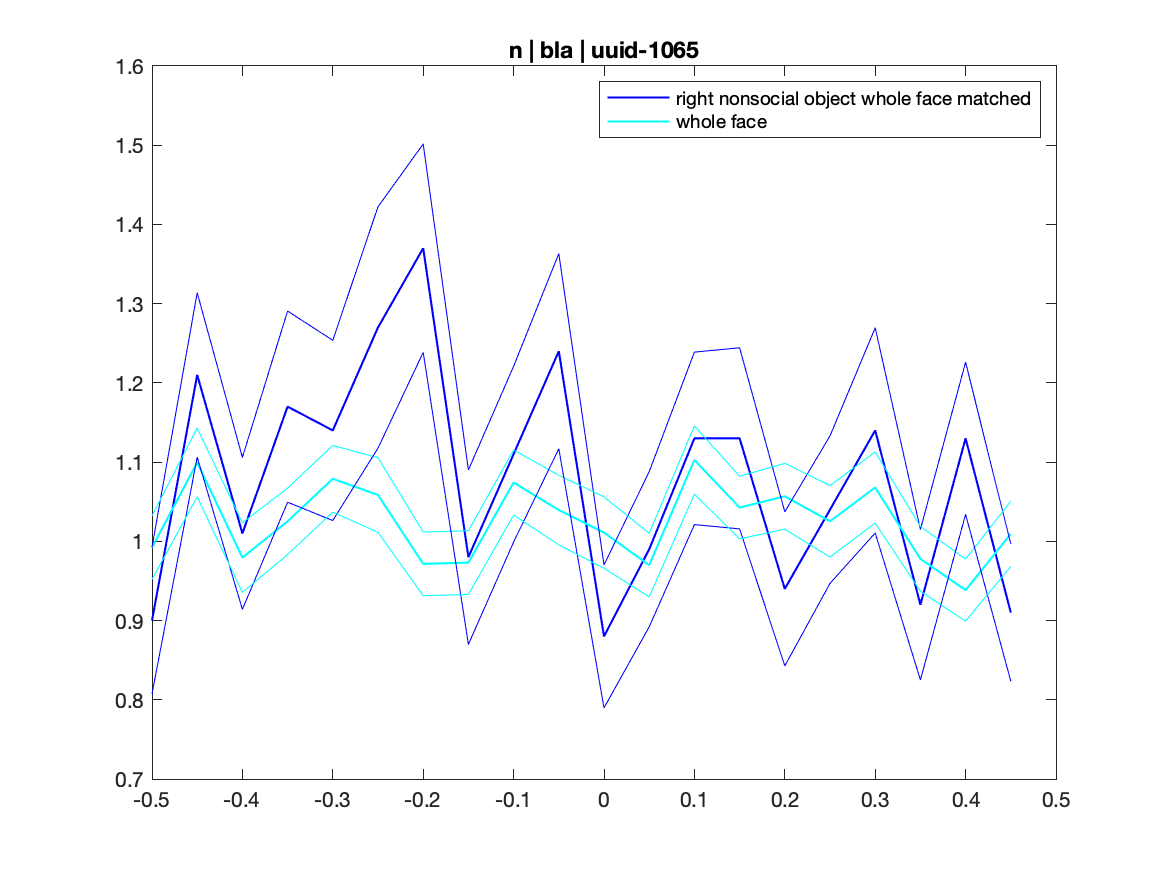 n | bla | uuid-1065
right nonsocial object whole face matched
whole face
1.6
1.5
1.4
1.3
1.2
1.1
1
0.9
0.8
0.7
-0.5 -0.4 -0.3 -0.2 -0.1 0 0.1 0.2 0.3 0.4 0.5